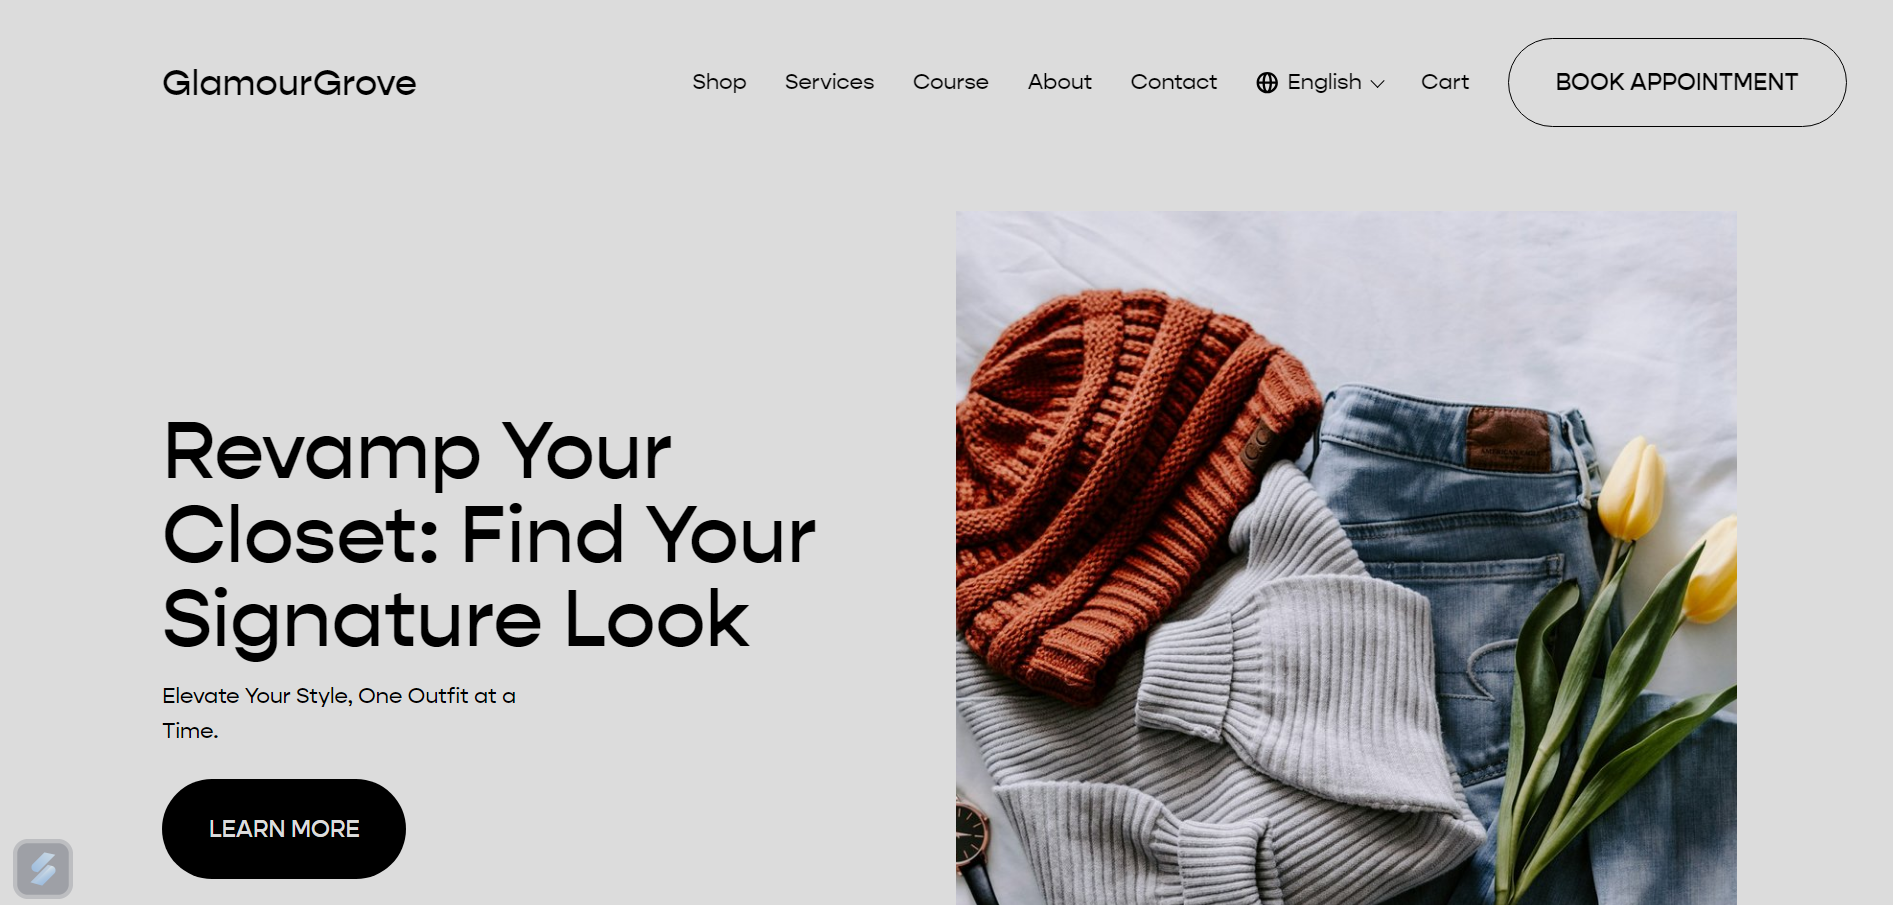 GlamourGrove
Shop Services Course About Contact English Cart BOOK APPOINTMENT
Revamp Your
Closet: Find Your
Signature Look
Elevate Your Style, One Outfit at a
Time.
LEARN MORE
CC